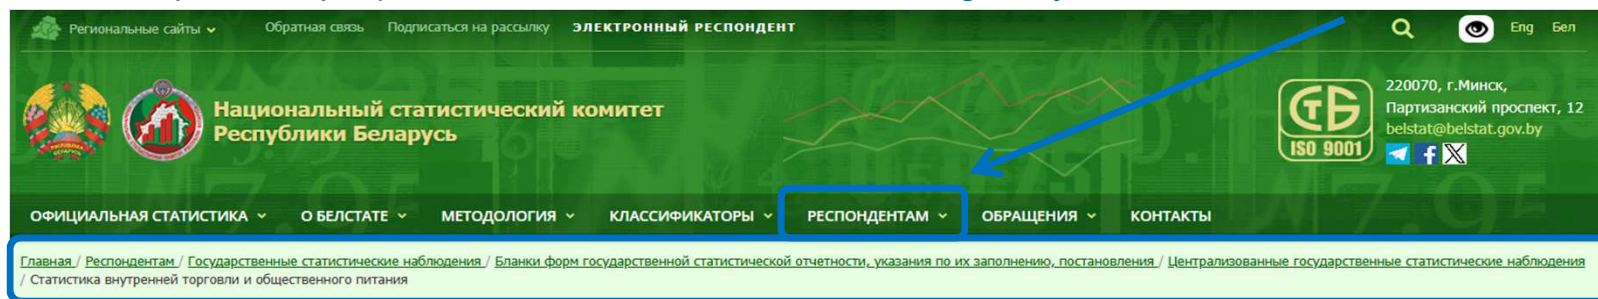 Региональные сайты
Обратная связь
Подписаться на рассылку
ЭЛЕКТРОННЫЙ РЕСПОНДЕНТ
Eng
Бел
Национальный статистический комитет
Республики Беларусь
СТБ
ISO 9001
220070, г.Минск,
Партизанский проспект, 12
belstat@belstat.gov.by
ОФИЦИАЛЬНАЯ СТАТИСТИКА
О БЕЛСТАТЕ
МЕТОДОЛОГИЯ
КЛАССИФИКАТОРЫ
РЕСПОНДЕНТАМ
ОБРАЩЕНИЯ
КОНТАКТЫ
Главная / Респондентам / Государственные статистические наблюдения / Бланки форм государственной статистической отчетности, указания по их заполнению, постановления / Централизованные государственные статистические наблюдения
/ Статистика внутренней торговли и общественного питания